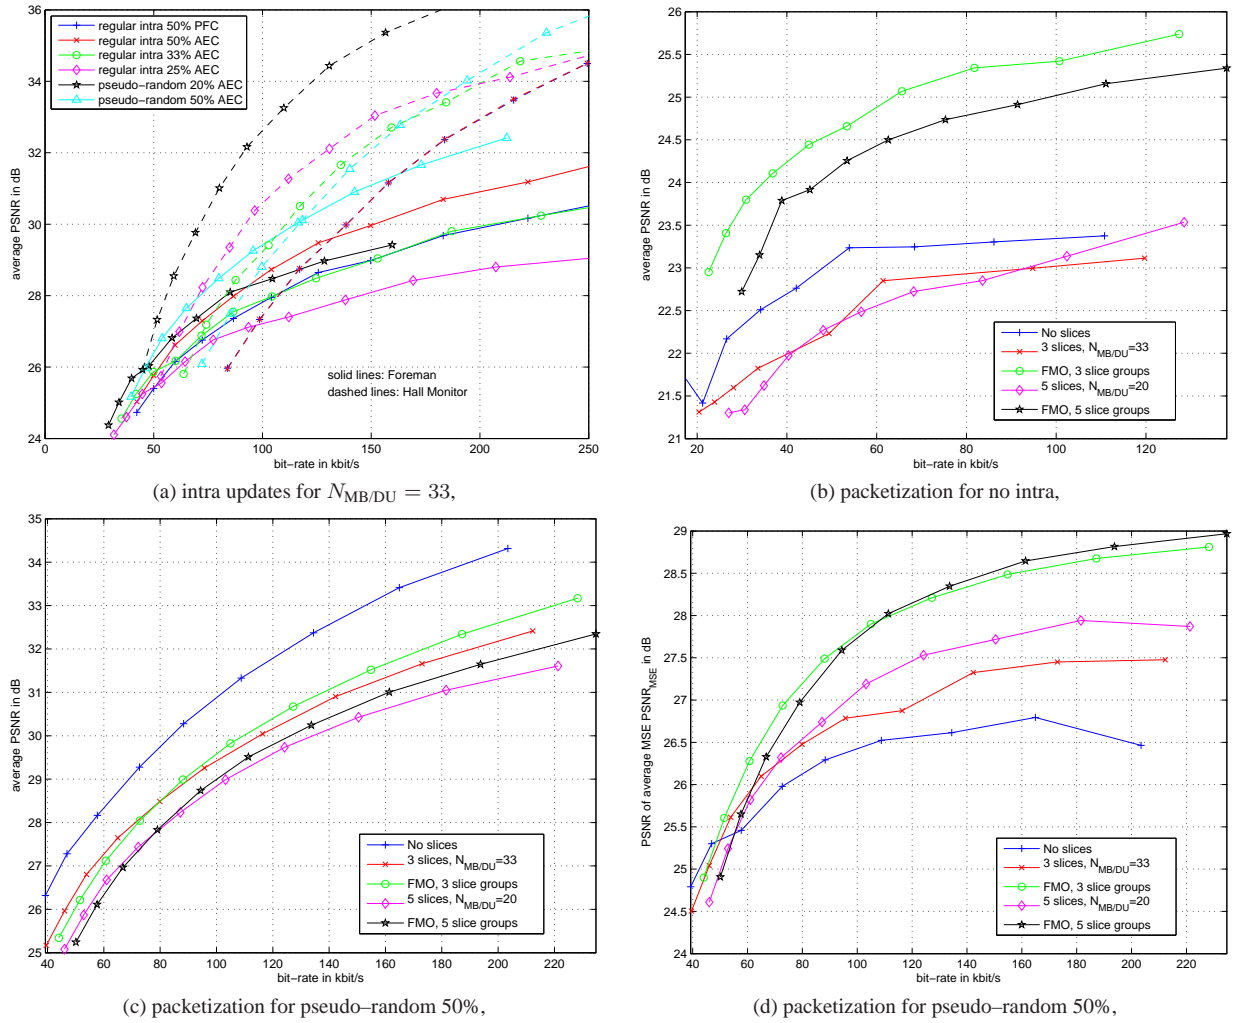 36
34
32
30
28
26
24
average PSNR in dB
regular intra 50% PFC
regular intra 50% AEC
regular intra 33% AEC
regular intra 25% AEC
pseudo−random 20% AEC
pseudo−random 50% AEC
solid lines: Foreman
dashed lines: Hall Monitor
0 50 100 150 200 250
bit−rate in kbit/s
(a) intra updates for N_MB/DU = 33,
26
25.5
25
24.5
24
23.5
23
22.5
22
21.5
21
average PSNR in dB
No slices
3 slices, N_MB/DU=33
FMO, 3 slice groups
5 slices, N_MB/DU=20
FMO, 5 slice groups
20 40 60 80 100 120
bit−rate in kbit/s
(b) packetization for no intra,
35
34
33
32
31
30
29
28
27
26
25
average PSNR in dB
No slices
3 slices, N_MB/DU=33
FMO, 3 slice groups
5 slices, N_MB/DU=20
FMO, 5 slice groups
40 60 80 100 120 140 160 180 200 220
bit−rate in kbit/s
(c) packetization for pseudo–random 50%,
29
28.5
28
27.5
27
26.5
26
25.5
25
24.5
24
PSNR of average MSE PSNR_MSE in dB
No slices
3 slices, N_MB/DU=33
FMO, 3 slice groups
5 slices, N_MB/DU=20
FMO, 5 slice groups
40 60 80 100 120 140 160 180 200 220
bit−rate in kbit/s
(d) packetization for pseudo–random 50%,